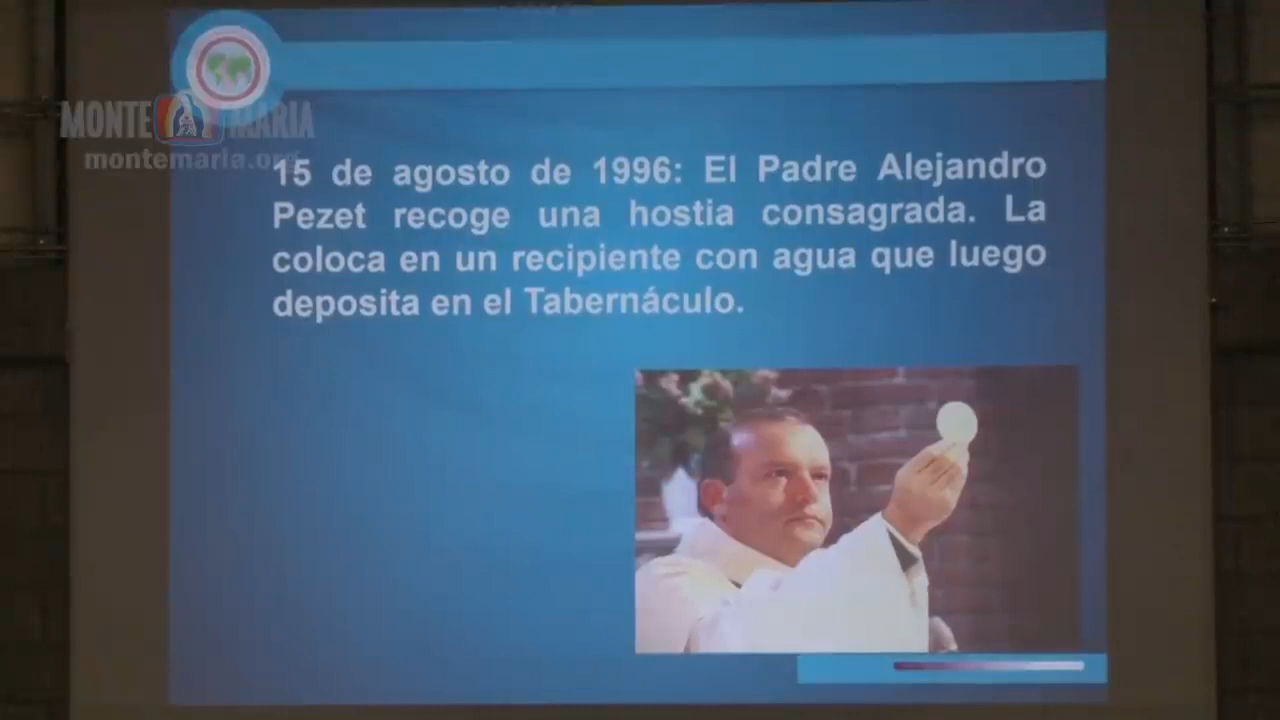 MONTE MARIA
montemaria.org
15 de agosto de 1996: El Padre Alejandro
Pezet recoge una hostia consagrada. La
coloca en un recipiente con agua que luego
deposita en el Tabernáculo.